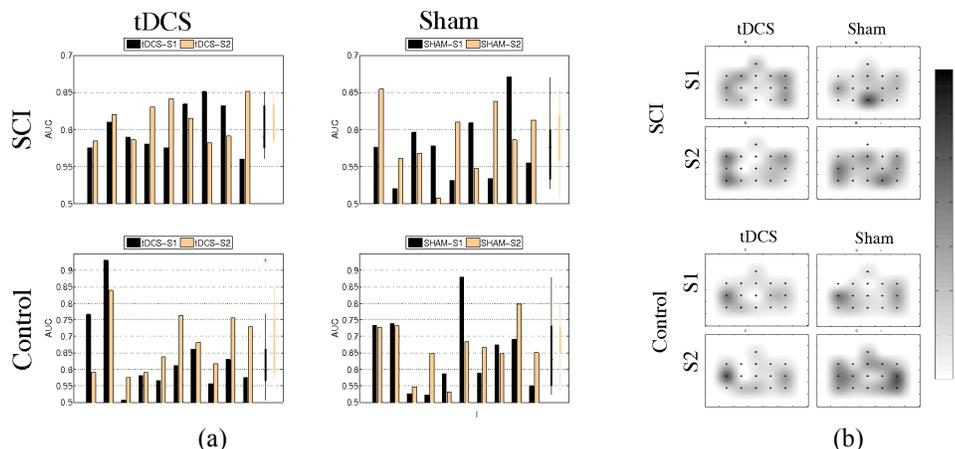 tDCS
Sham
tDCS-S1 tDCS-S2
SHAM-S1 SHAM-S2
SCI
AUC
0.7
0.65
0.6
0.55
0.5
AUC
0.7
0.65
0.6
0.55
0.5
tDCS-S1 tDCS-S2
SHAM-S1 SHAM-S2
Control
AUC
0.9
0.85
0.8
0.75
0.7
0.65
0.6
0.55
0.5
AUC
0.9
0.85
0.8
0.75
0.7
0.65
0.6
0.55
0.5
(a)
tDCS Sham
SCI
S1
S2
tDCS Sham
Control
S1
S2
(b)